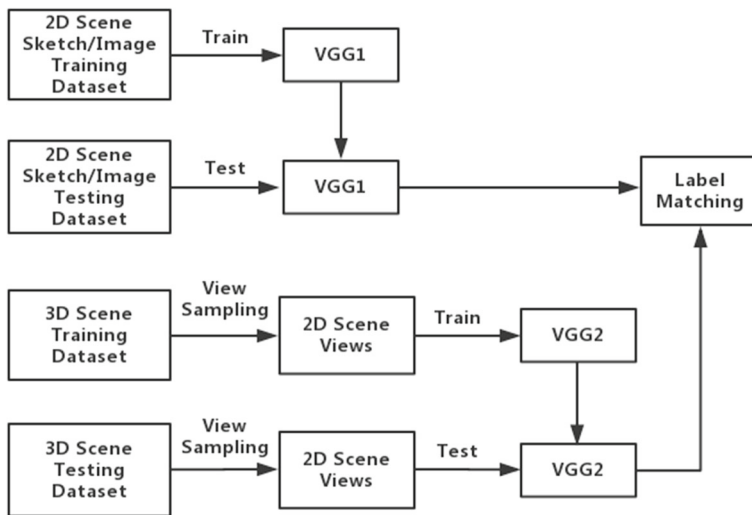 2D Scene
Sketch/Image
Training
Dataset
Train
VGG1
2D Scene
Sketch/Image
Testing
Dataset
Test
VGG1
Label
Matching
3D Scene
Training
Dataset
View
Sampling
2D Scene
Views
Train
VGG2
3D Scene
Testing
Dataset
View
Sampling
2D Scene
Views
Test
VGG2